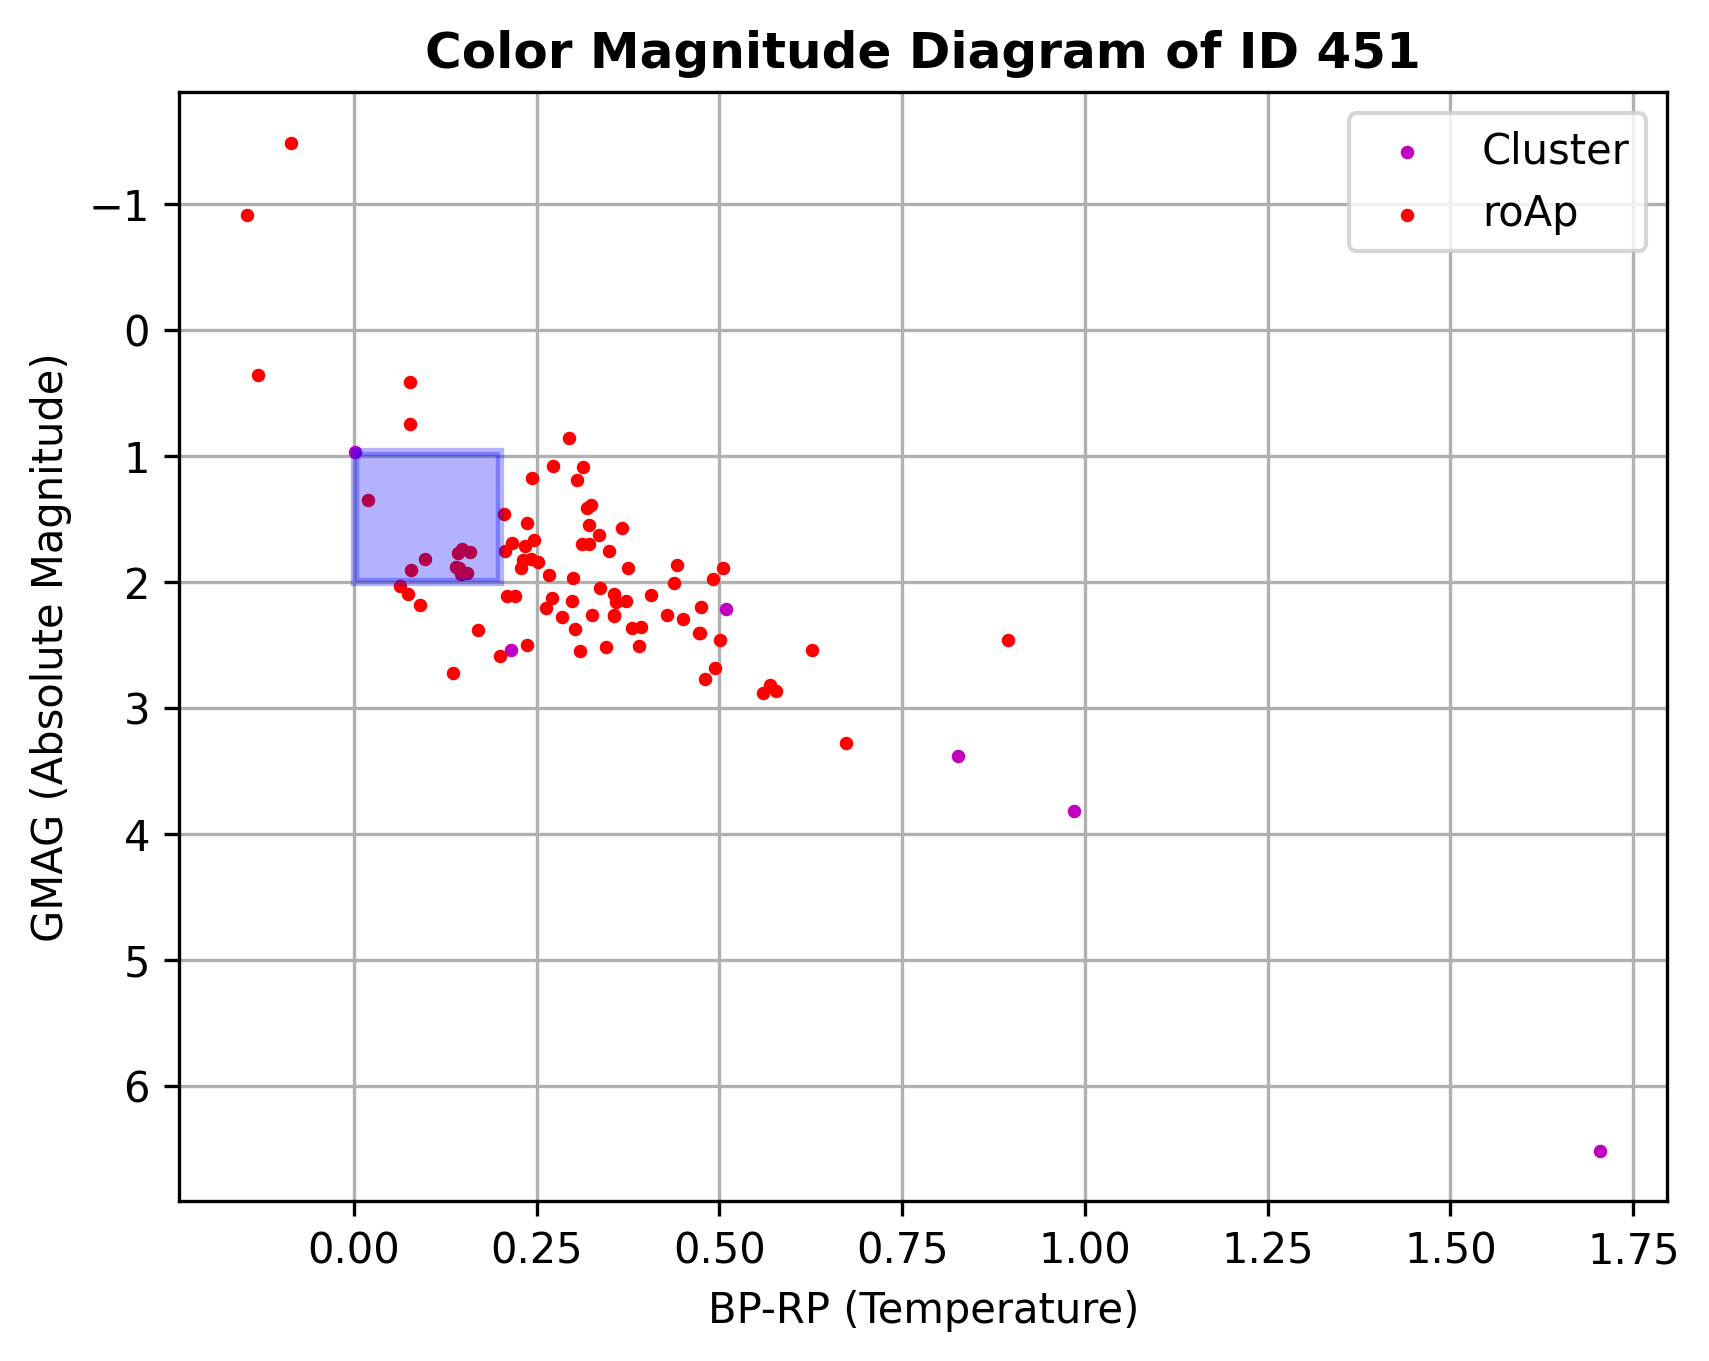 Color Magnitude Diagram of ID 451
Cluster
roAp
GMAG (Absolute Magnitude)
−1
0
1
2
3
4
5
6
0.00 0.25 0.50 0.75 1.00 1.25 1.50 1.75
BP-RP (Temperature)